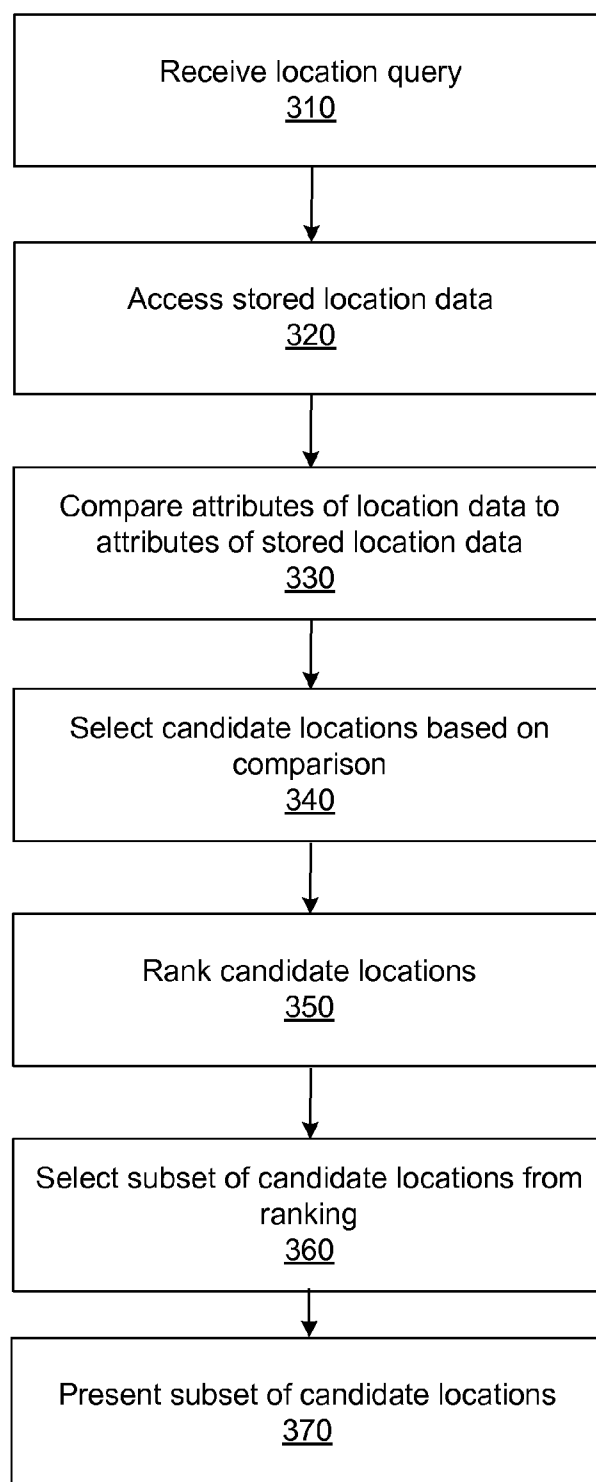 Receive location query
310
Access stored location data
320
Compare attributes of location data to
attributes of stored location data
330
Select candidate locations based on
comparison
340
Rank candidate locations
350
Select subset of candidate locations from
ranking
360
Present subset of candidate locations
370